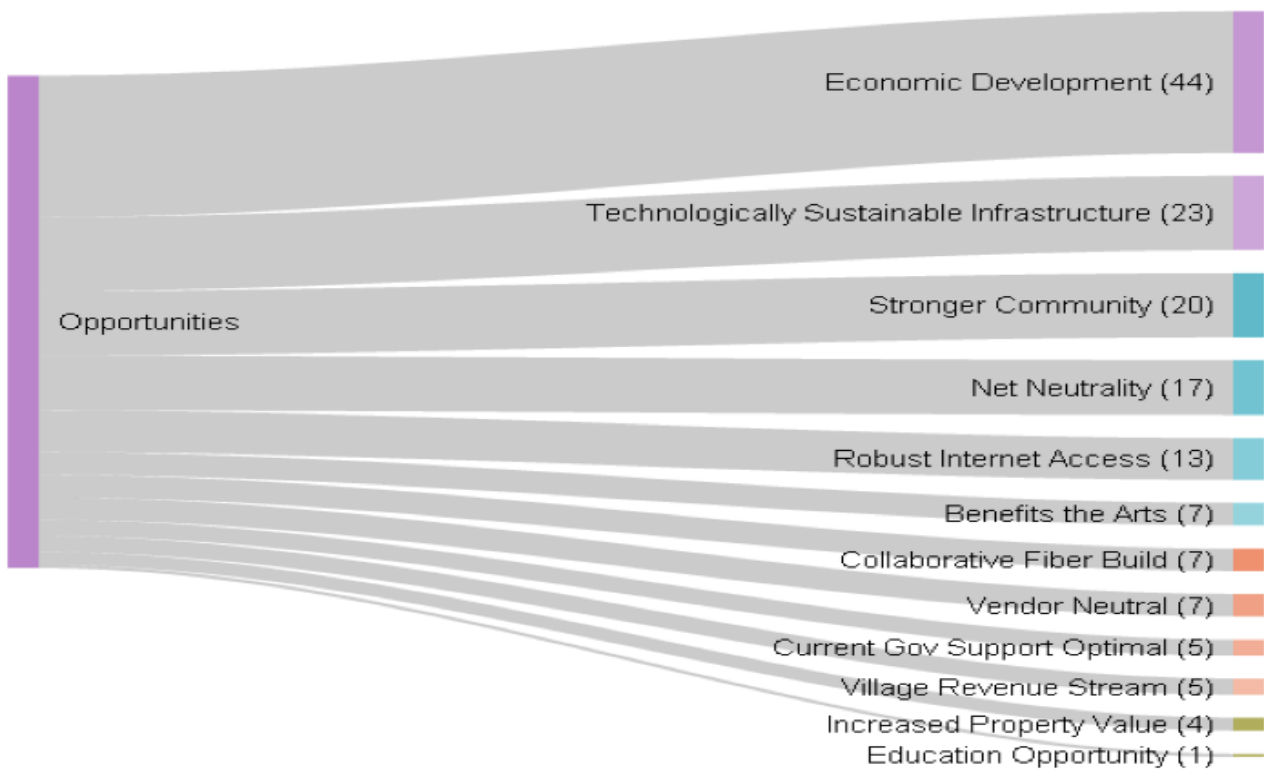 Economic Development (44)
Technologically Sustainable Infrastructure (23)
Stronger Community (20)
Opportunities
Net Neutrality (17)
Robust Internet Access (13)
Benefits the Arts (7)
Collaborative Fiber Build (7)
Vendor Neutral (7)
Current Gov Support Optimal (5)
Village Revenue Stream (5)
Increased Property Value (4)
Education Opportunity (1)